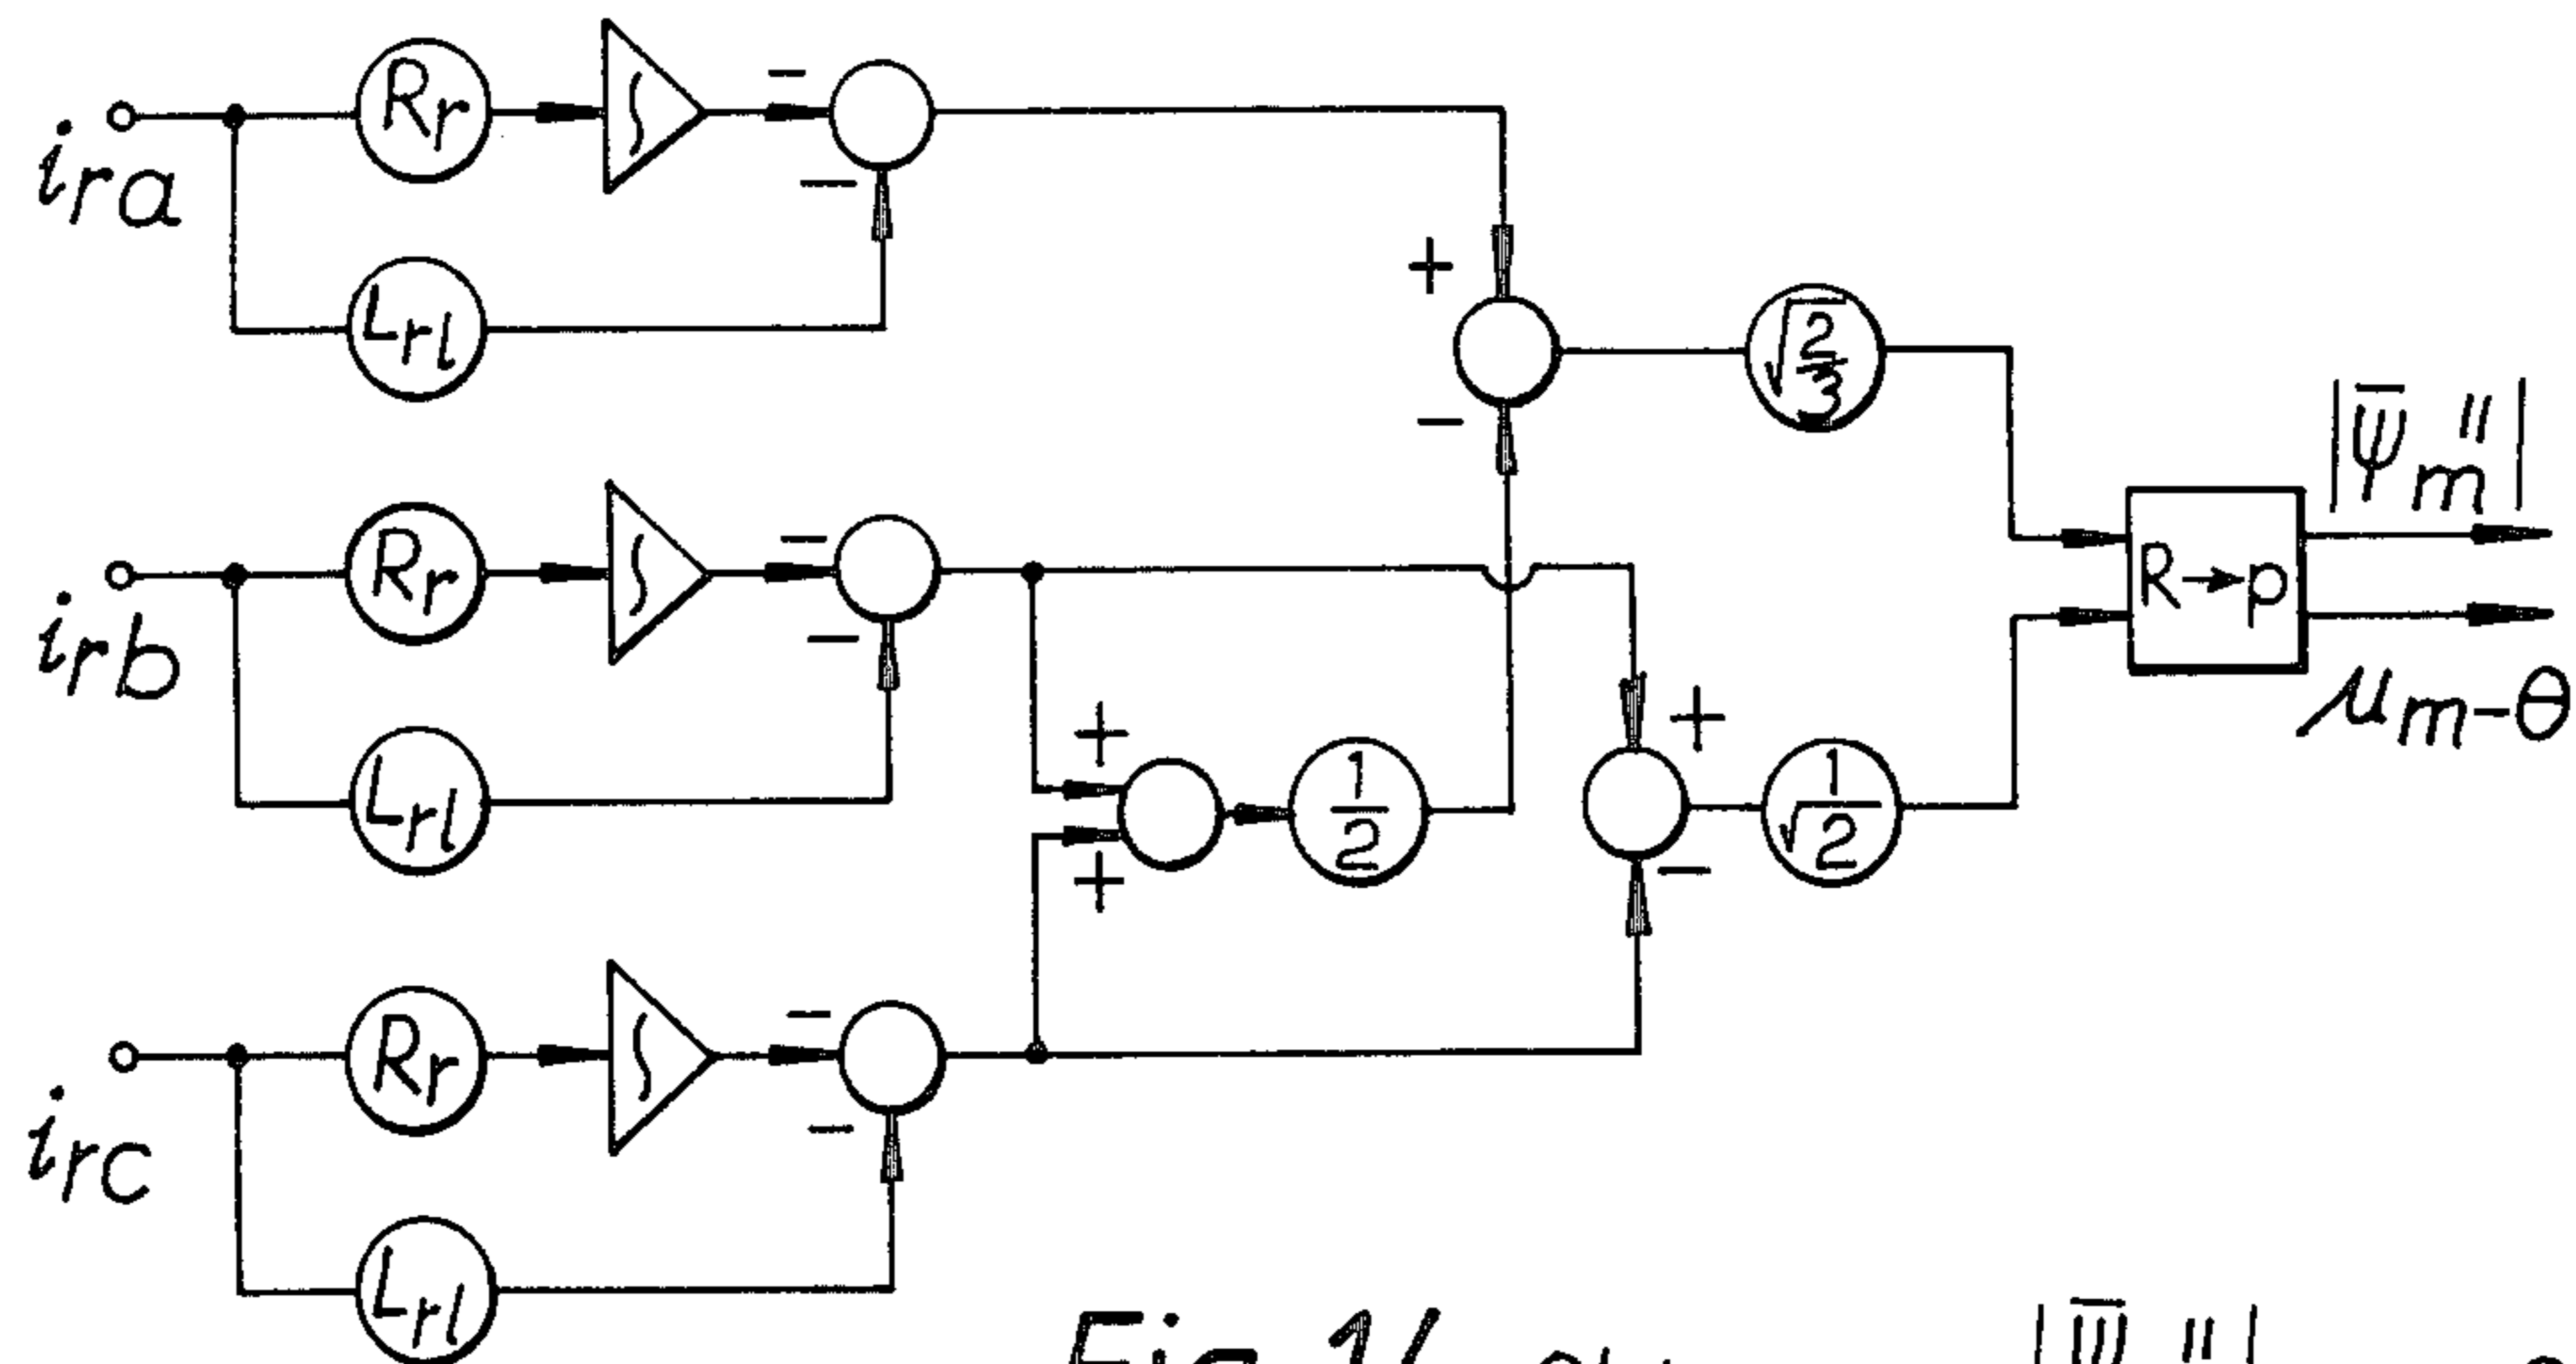 R_r
∫
−
−
i_ra
L_rl
+
√2/3
−
|Ψ̅_m"|
R_r
∫
−
−
R→p
i_rb
μ_m-θ
L_rl
+
1/2
+
+
1/√2
−
R_r
∫
−
−
i_rc
L_rl
|Ψ̅ "|